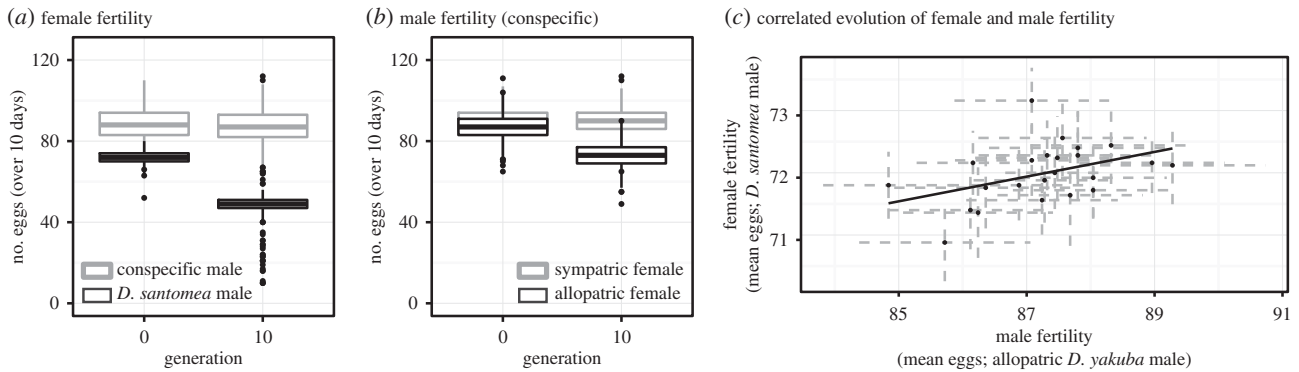 (a) female fertility
no. eggs (over 10 days)
120
80
40
0
conspecific male
D. santomea male
0 10
generation
(b) male fertility (conspecific)
no. eggs (over 10 days)
120
80
40
0
sympatric female
allopatric female
0 10
generation
(c) correlated evolution of female and male fertility
female fertility
(mean eggs; D. santomea male)
73
72
71
85 87 89 91
male fertility
(mean eggs; allopatric D. yakuba male)